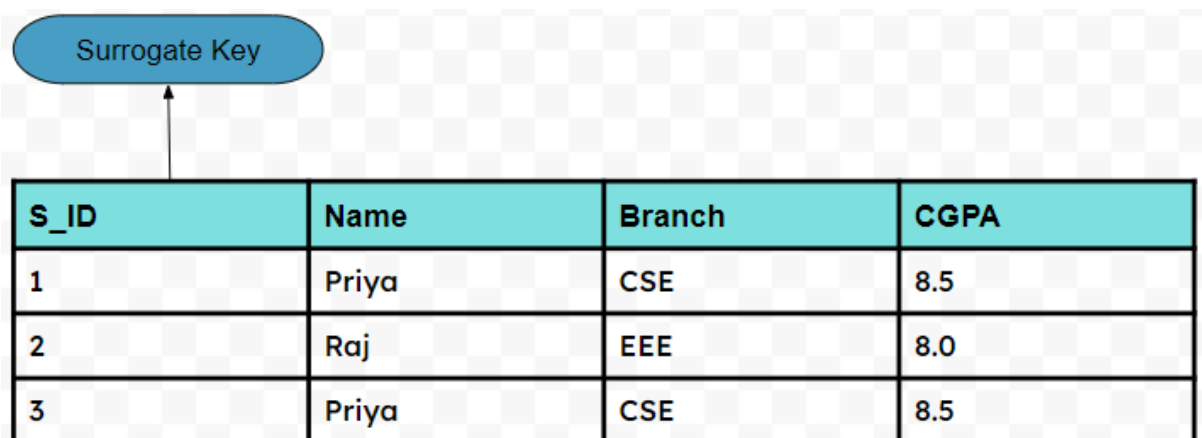 Surrogate Key
S_ID Name Branch CGPA
1 Priya CSE 8.5
2 Raj EEE 8.0
3 Priya CSE 8.5